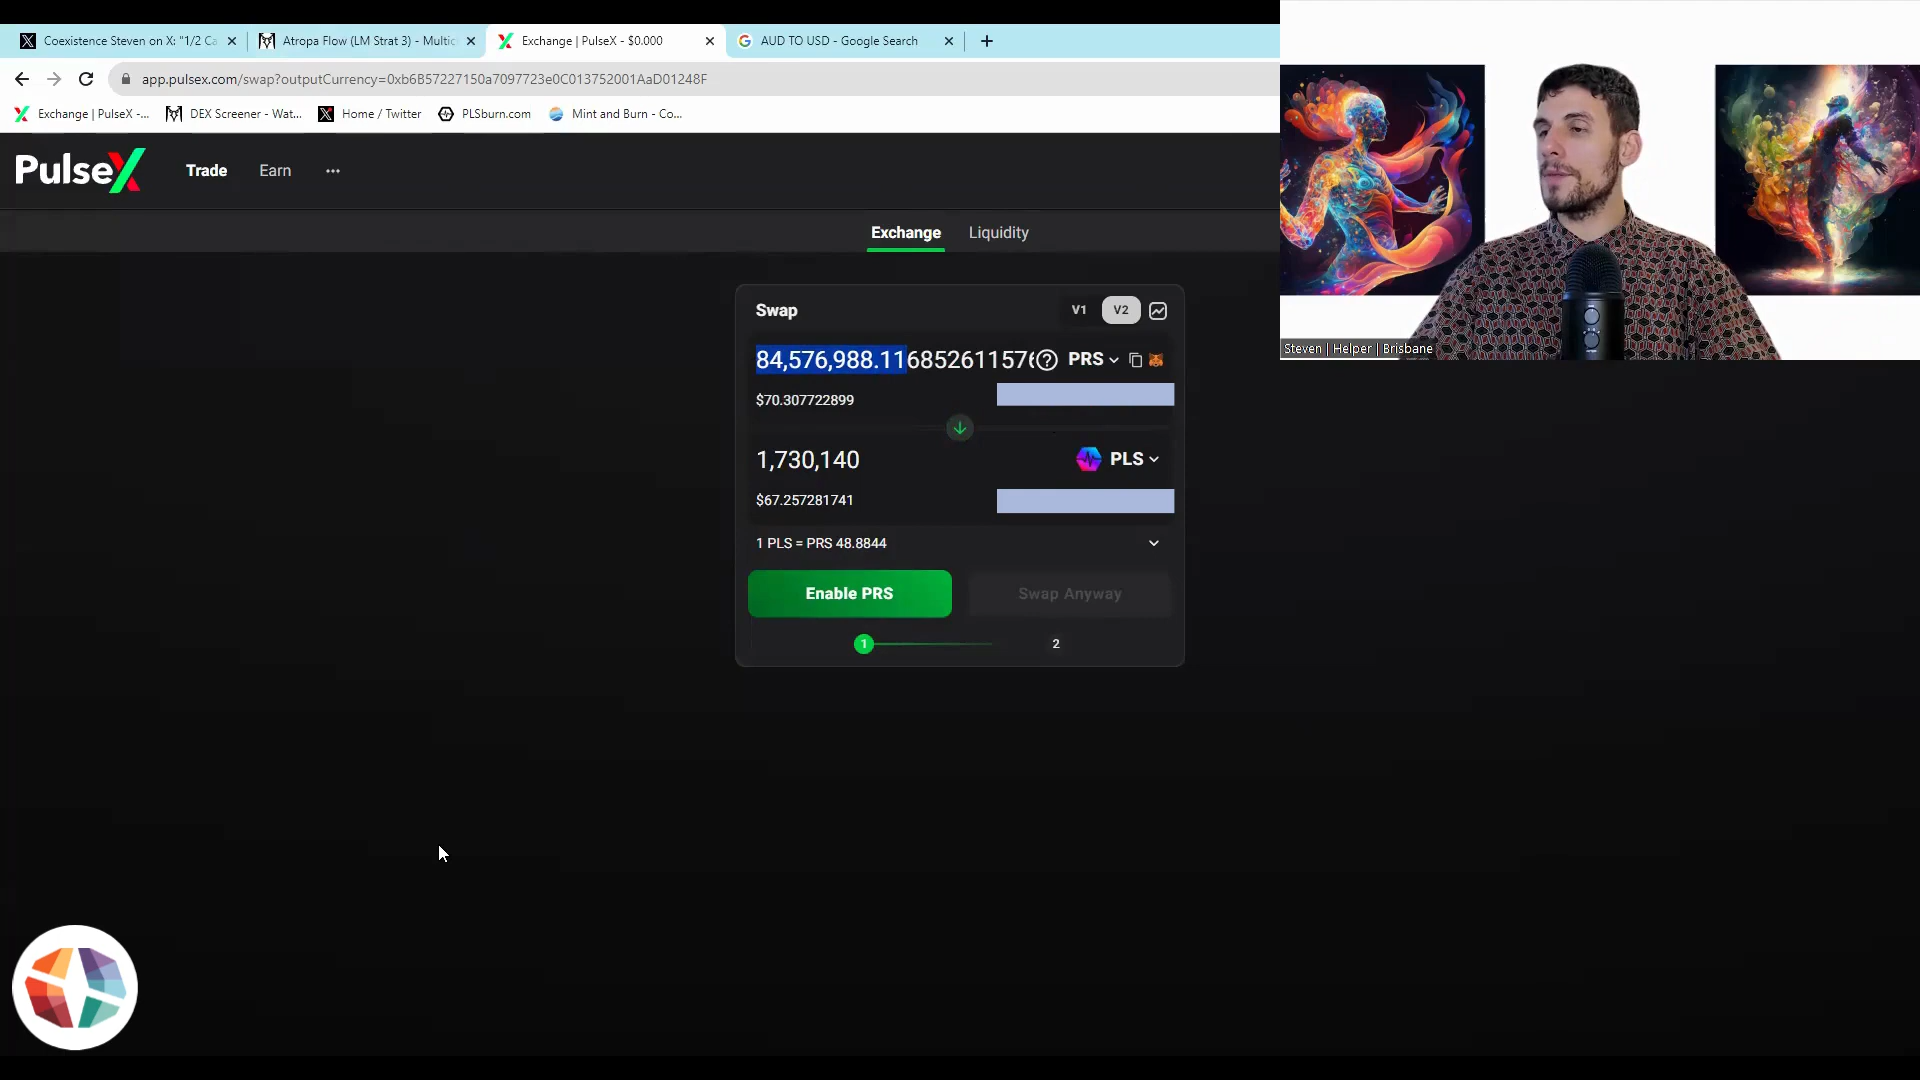 Coexistence Steven on X: "1/2 Ca
Atropa Flow (LM Strat 3) - Multic
Exchange | PulseX - $0.000
AUD TO USD - Google Search
app.pulsex.com/swap?outputCurrency=0xb6B57227150a7097723e0C013752001AaD01248F
Exchange | PulseX -...
DEX Screener - Wat...
Home / Twitter
PLSburn.com
Mint and Burn - Co...
PulseX
Trade
Earn
Exchange
Liquidity
Swap
V1
V2
84,576,988.11685261157
PRS
$70.307722899
1,730,140
PLS
$67.257281741
1 PLS = PRS 48.8844
Enable PRS
Swap Anyway
1
2
Steven | Helper | Brisbane